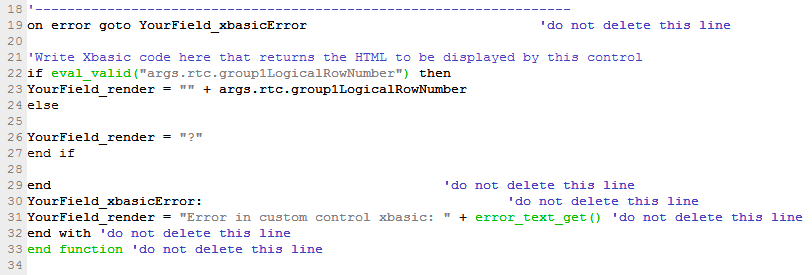 18 '-------------------------------------------------------------------
19 on error goto YourField_xbasicError 'do not delete this line
20
21 'Write Xbasic code here that returns the HTML to be displayed by this control
22 if eval_valid("args.rtc.group1LogicalRowNumber") then
23 YourField_render = "" + args.rtc.group1LogicalRowNumber
24 else
25
26 YourField_render = "?"
27 end if
28
29 end 'do not delete this line
30 YourField_xbasicError: 'do not delete this line
31 YourField_render = "Error in custom control xbasic: " + error_text_get() 'do not delete this line
32 end with 'do not delete this line
33 end function 'do not delete this line
34